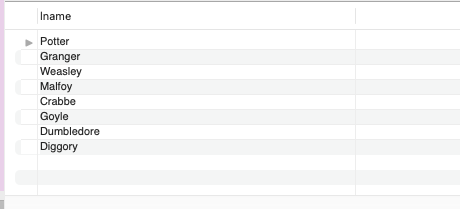 lname
Potter
Granger
Weasley
Malfoy
Crabbe
Goyle
Dumbledore
Diggory